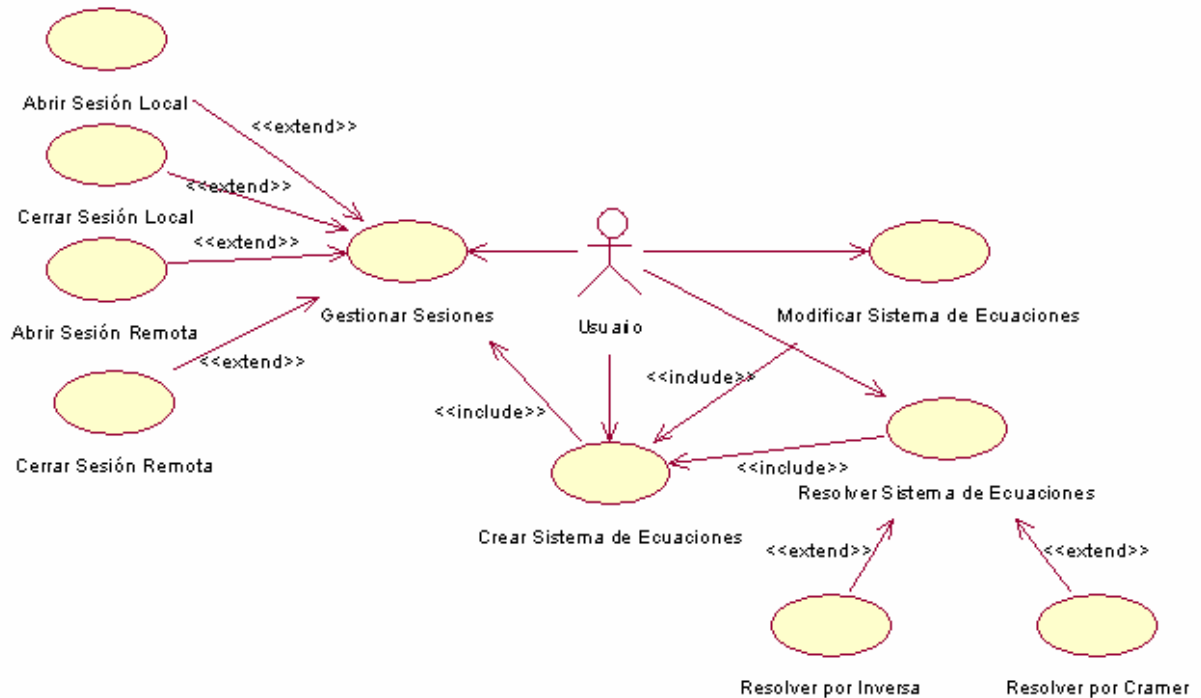 Abrir Sesión Local
<<extend>>
<<extend>>
Cerrar Sesión Local
<<extend>>
Gestionar Sesiones
Usuario
Modificar Sistema de Ecuaciones
Abrir Sesión Remota
<<extend>>
<<include>>
<<include>>
Cerrar Sesión Remota
<<include>>
Resolver Sistema de Ecuaciones
Crear Sistema de Ecuaciones
<<extend>>
<<extend>>
Resolver por Inversa
Resolver por Cramer